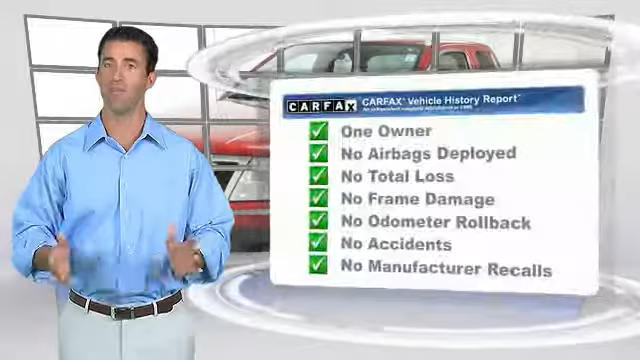 CARFAX CARFAX Vehicle History Report™
One Owner
No Airbags Deployed
No Total Loss
No Frame Damage
No Odometer Rollback
No Accidents
No Manufacturer Recalls